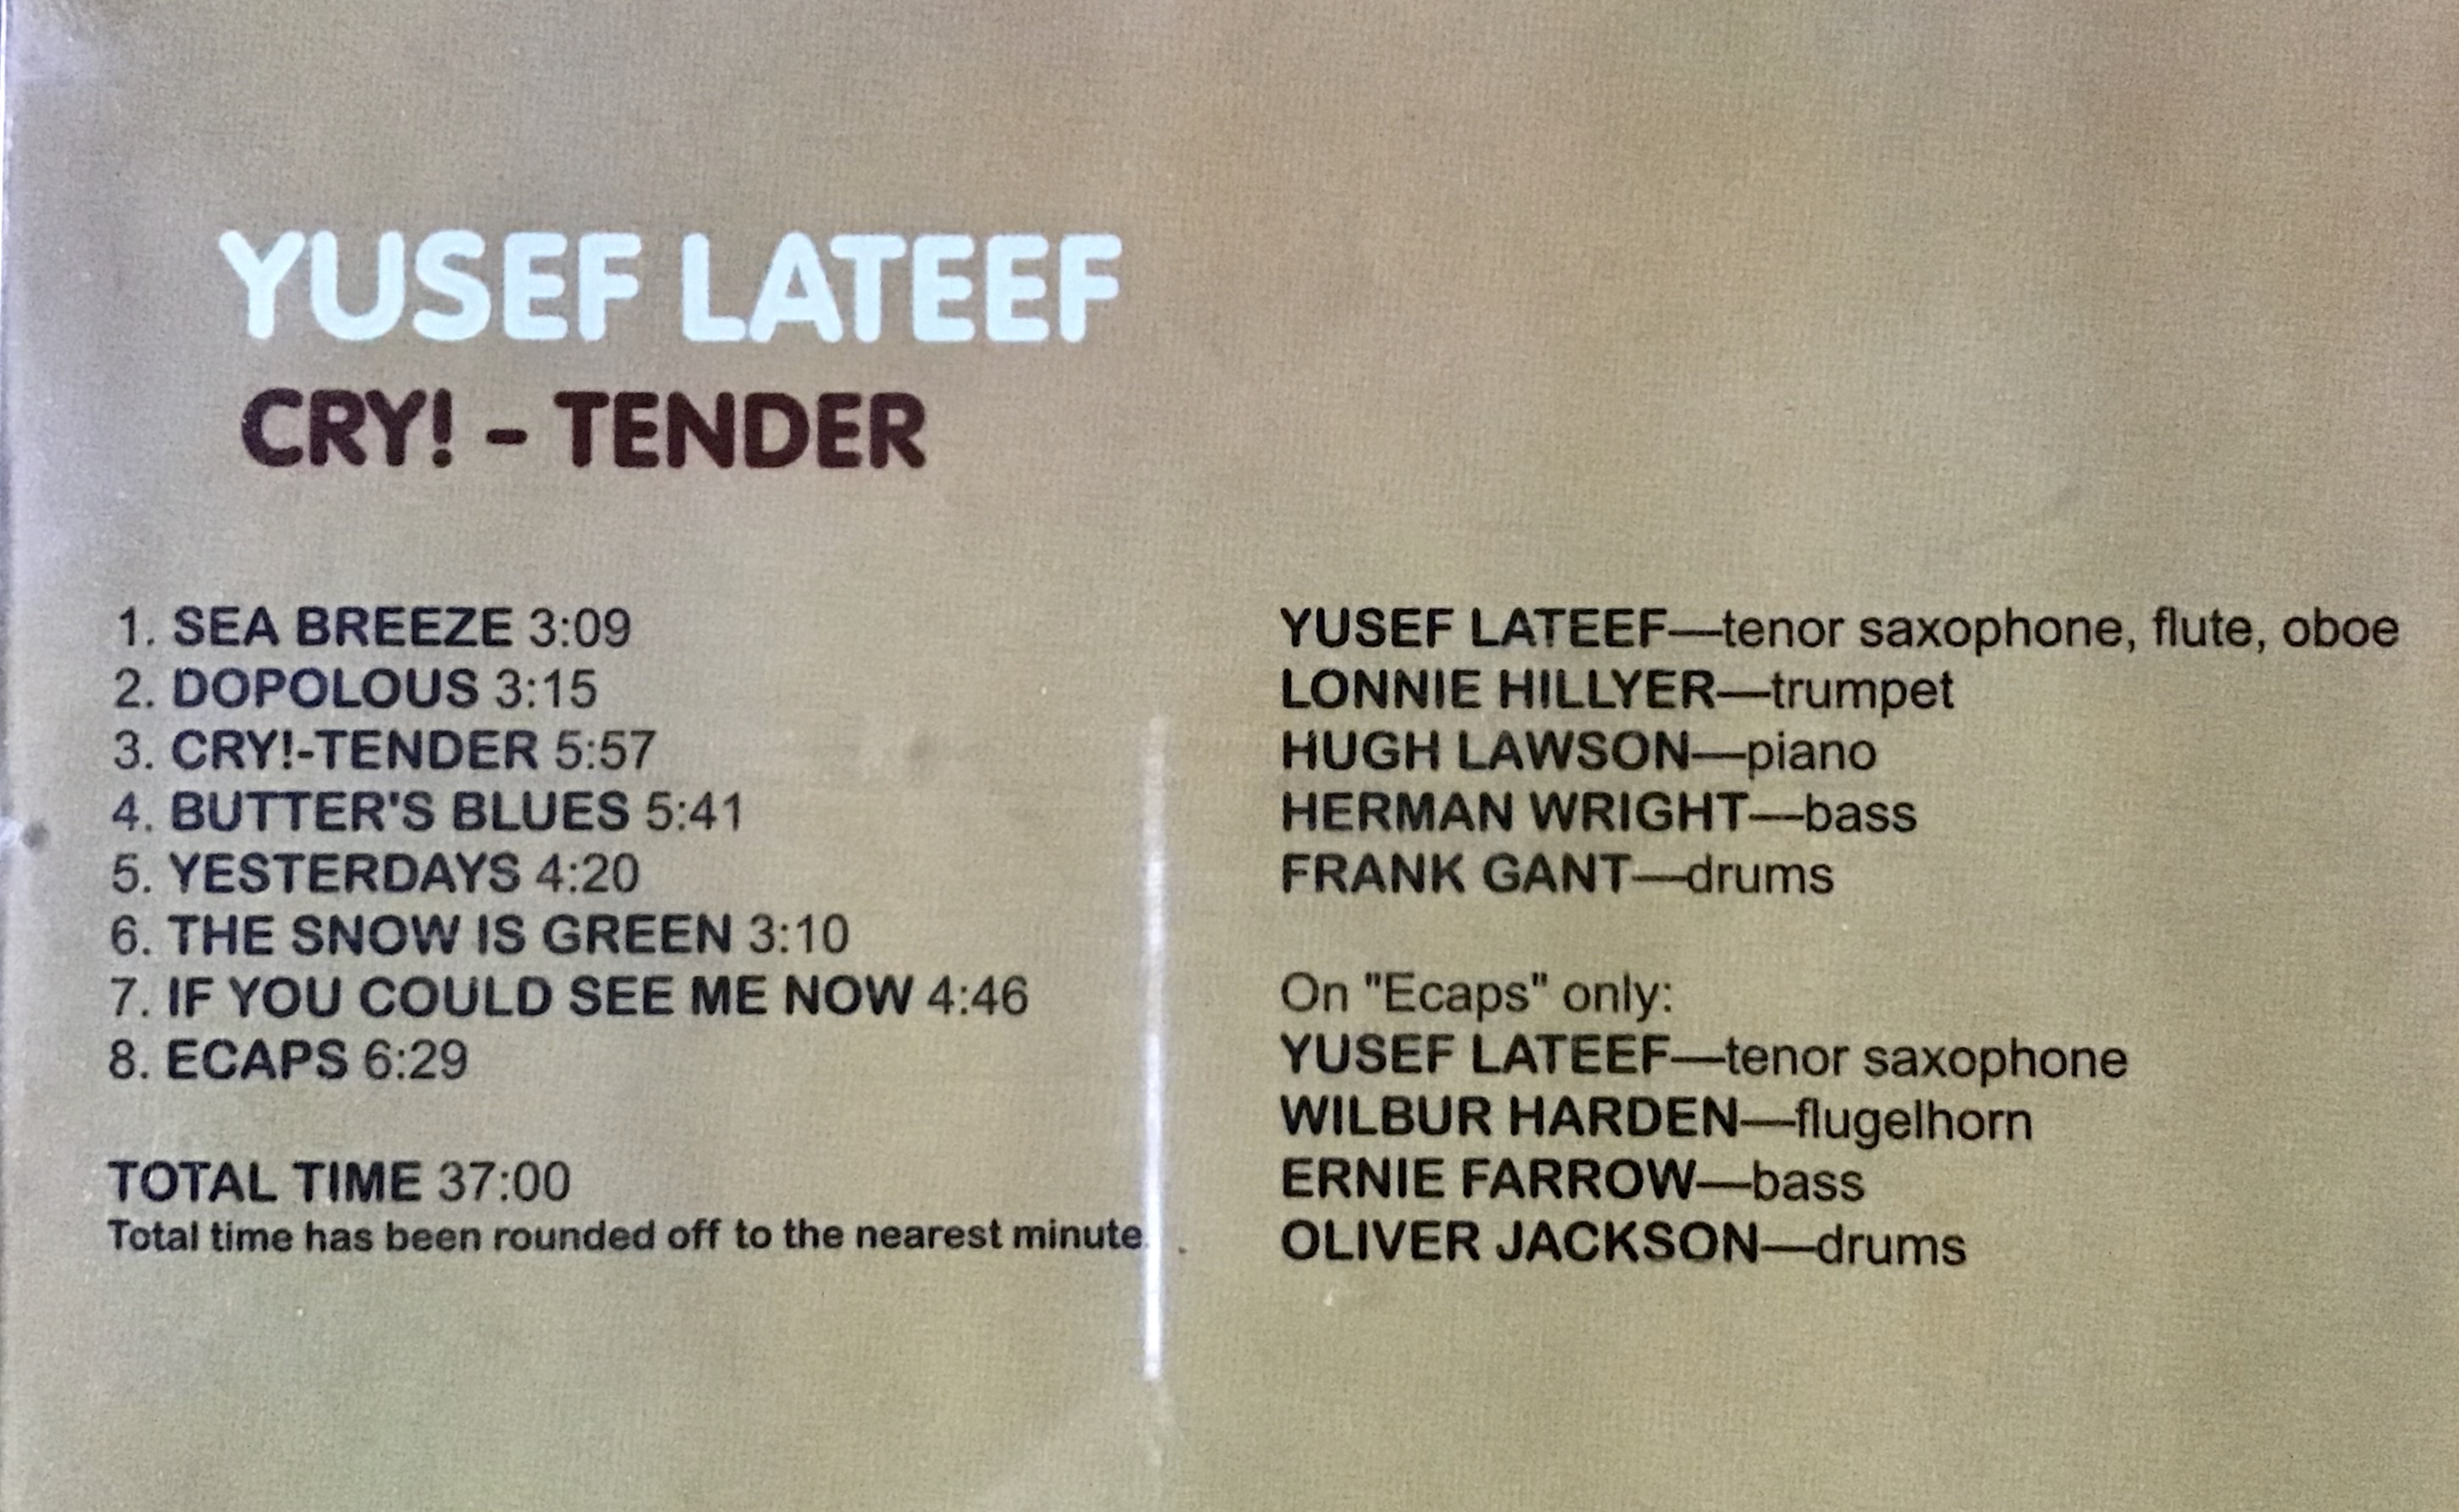 YUSEF LATEEF
CRY! - TENDER
1. SEA BREEZE 3:09
2. DOPOLOUS 3:15
3. CRY!-TENDER 5:57
4. BUTTER'S BLUES 5:41
5. YESTERDAYS 4:20
6. THE SNOW IS GREEN 3:10
7. IF YOU COULD SEE ME NOW 4:46
8. ECAPS 6:29
TOTAL TIME 37:00
Total time has been rounded off to the nearest minute.
YUSEF LATEEF—tenor saxophone, flute, oboe
LONNIE HILLYER—trumpet
HUGH LAWSON—piano
HERMAN WRIGHT—bass
FRANK GANT—drums
On "Ecaps" only:
YUSEF LATEEF—tenor saxophone
WILBUR HARDEN—flugelhorn
ERNIE FARROW—bass
OLIVER JACKSON—drums